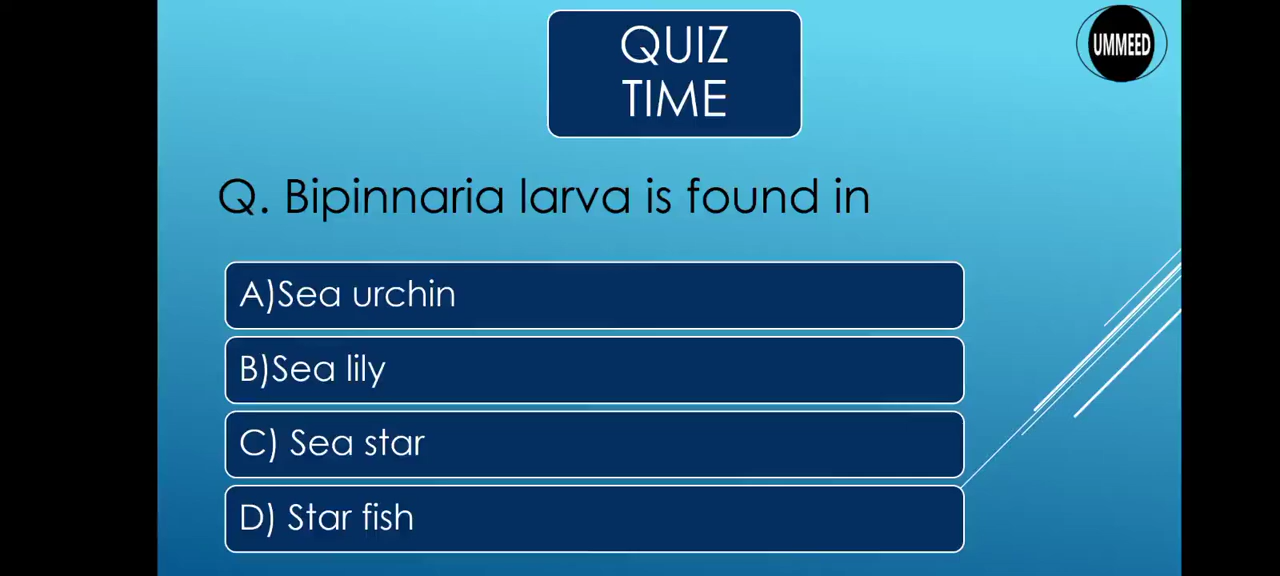 QUIZ
TIME
UMMEED
Q. Bipinnaria larva is found in
A)Sea urchin
B)Sea lily
C) Sea star
D) Star fish